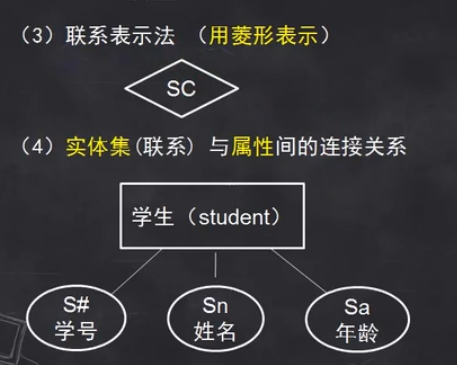 （3）联系表示法 （用菱形表示）
SC
（4）实体集(联系) 与属性间的连接关系
学生（student）
S#
学号
Sn
姓名
Sa
年龄